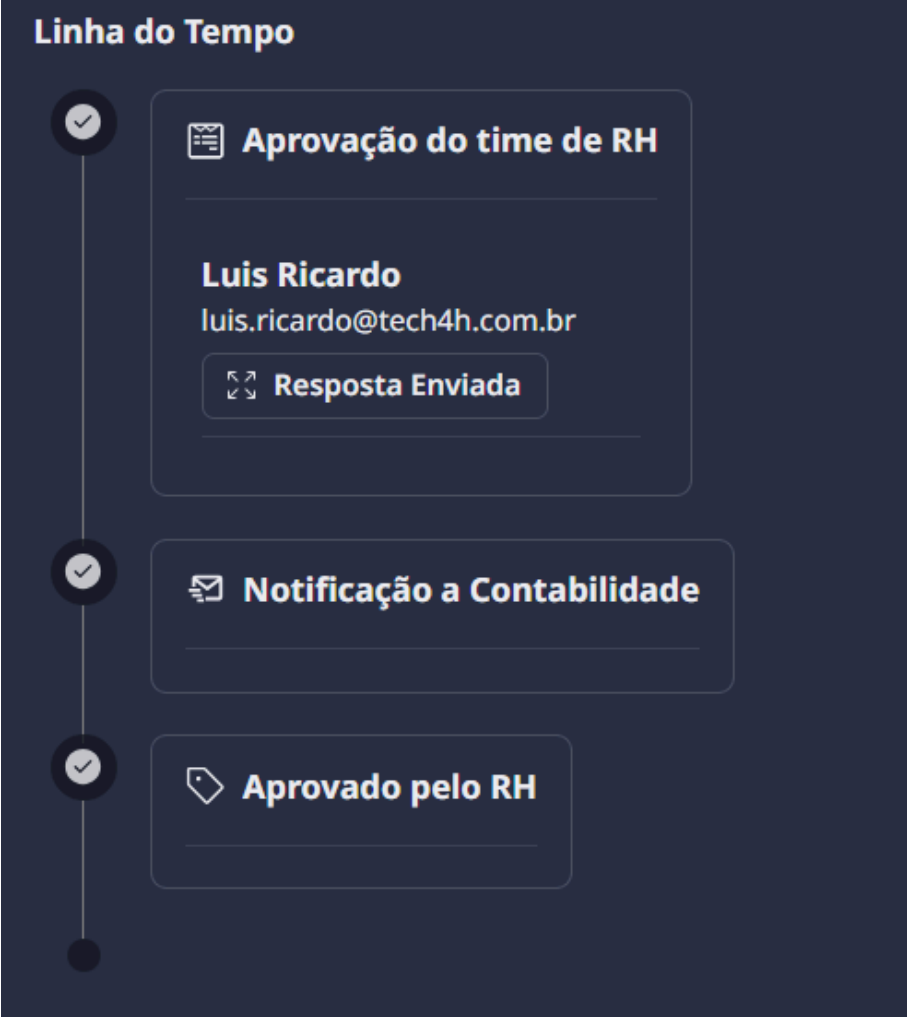 Linha do Tempo
Aprovação do time de RH
Luis Ricardo
luis.ricardo@tech4h.com.br
Resposta Enviada
Notificação a Contabilidade
Aprovado pelo RH